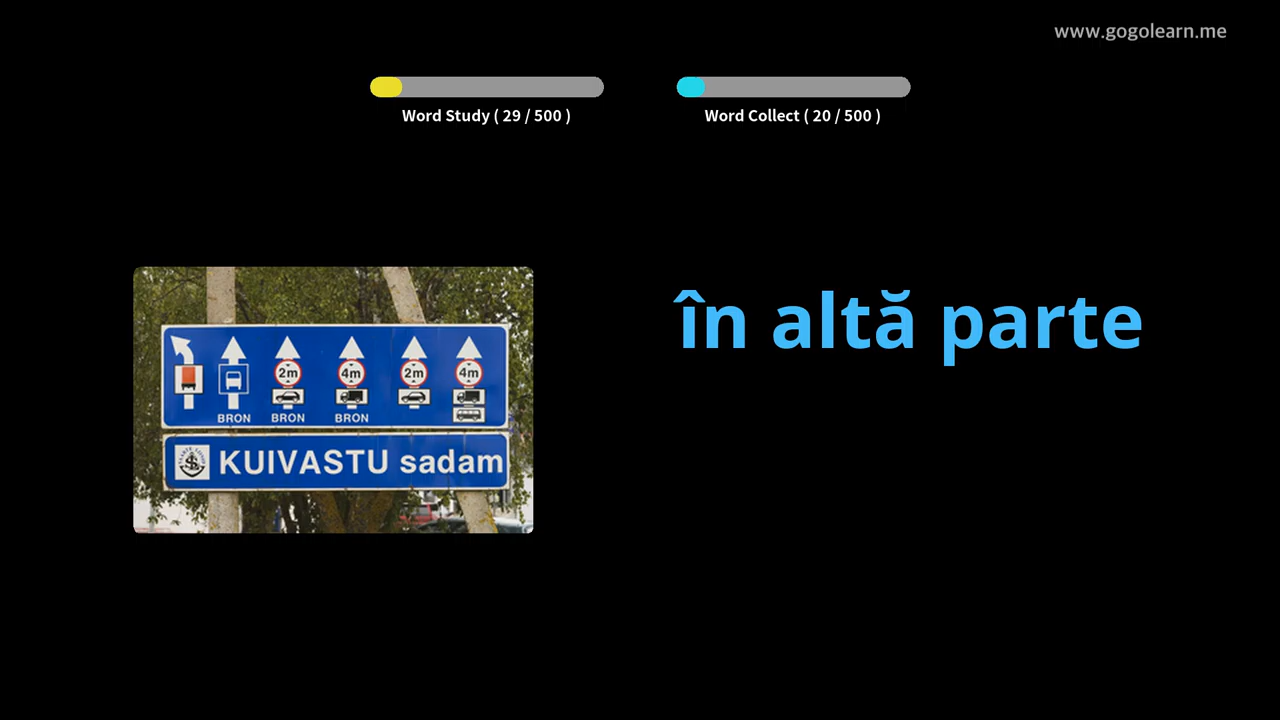 www.gogolearn.me
Word Study ( 29 / 500 )
Word Collect ( 20 / 500 )
în altă parte
2m 4m 2m 4m
BRON BRON BRON
KUIVASTU sadam